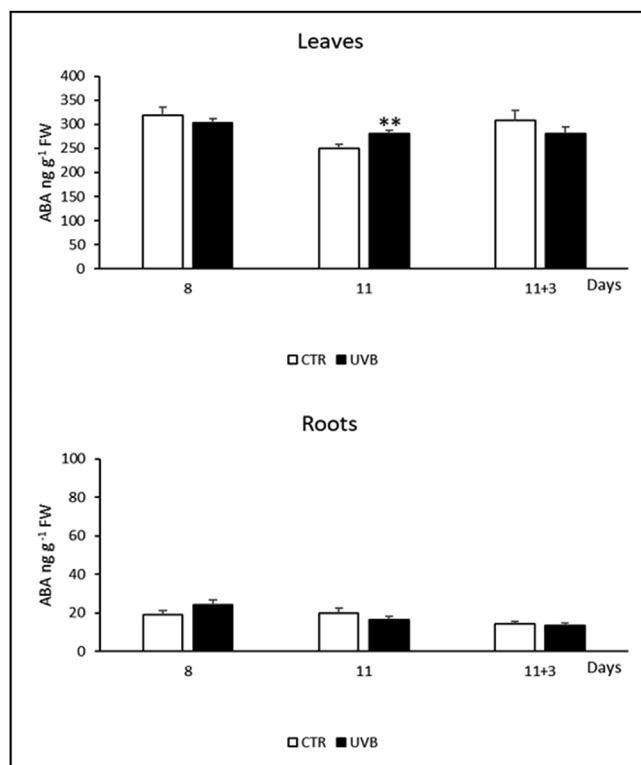 Leaves
ABA ng g⁻¹ FW
400
350
300
250
200
150
100
50
0
**
8 11 11+3 Days
CTR UVB
Roots
ABA ng g⁻¹ FW
100
80
60
40
20
0
8 11 11+3 Days
CTR UVB